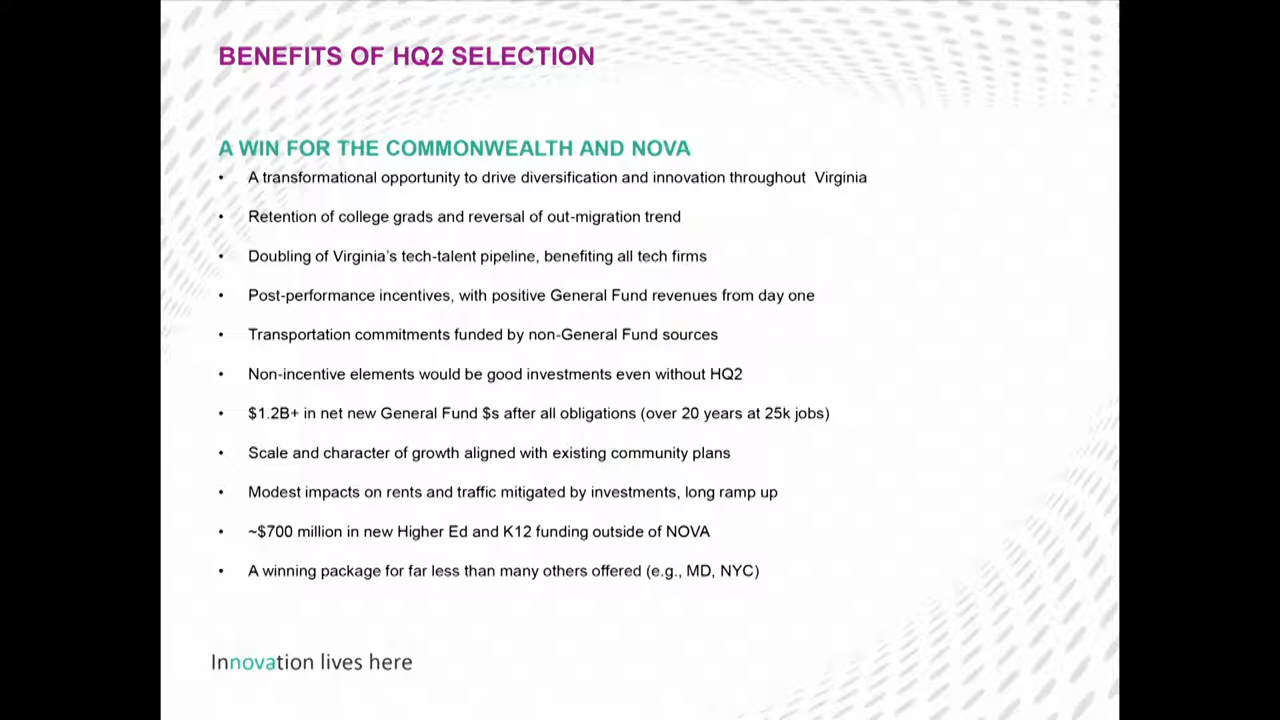 BENEFITS OF HQ2 SELECTION
A WIN FOR THE COMMONWEALTH AND NOVA
• A transformational opportunity to drive diversification and innovation throughout Virginia
• Retention of college grads and reversal of out-migration trend
• Doubling of Virginia's tech-talent pipeline, benefiting all tech firms
• Post-performance incentives, with positive General Fund revenues from day one
• Transportation commitments funded by non-General Fund sources
• Non-incentive elements would be good investments even without HQ2
• $1.2B+ in net new General Fund $s after all obligations (over 20 years at 25k jobs)
• Scale and character of growth aligned with existing community plans
• Modest impacts on rents and traffic mitigated by investments, long ramp up
• ~$700 million in new Higher Ed and K12 funding outside of NOVA
• A winning package for far less than many others offered (e.g., MD, NYC)
Innovation lives here